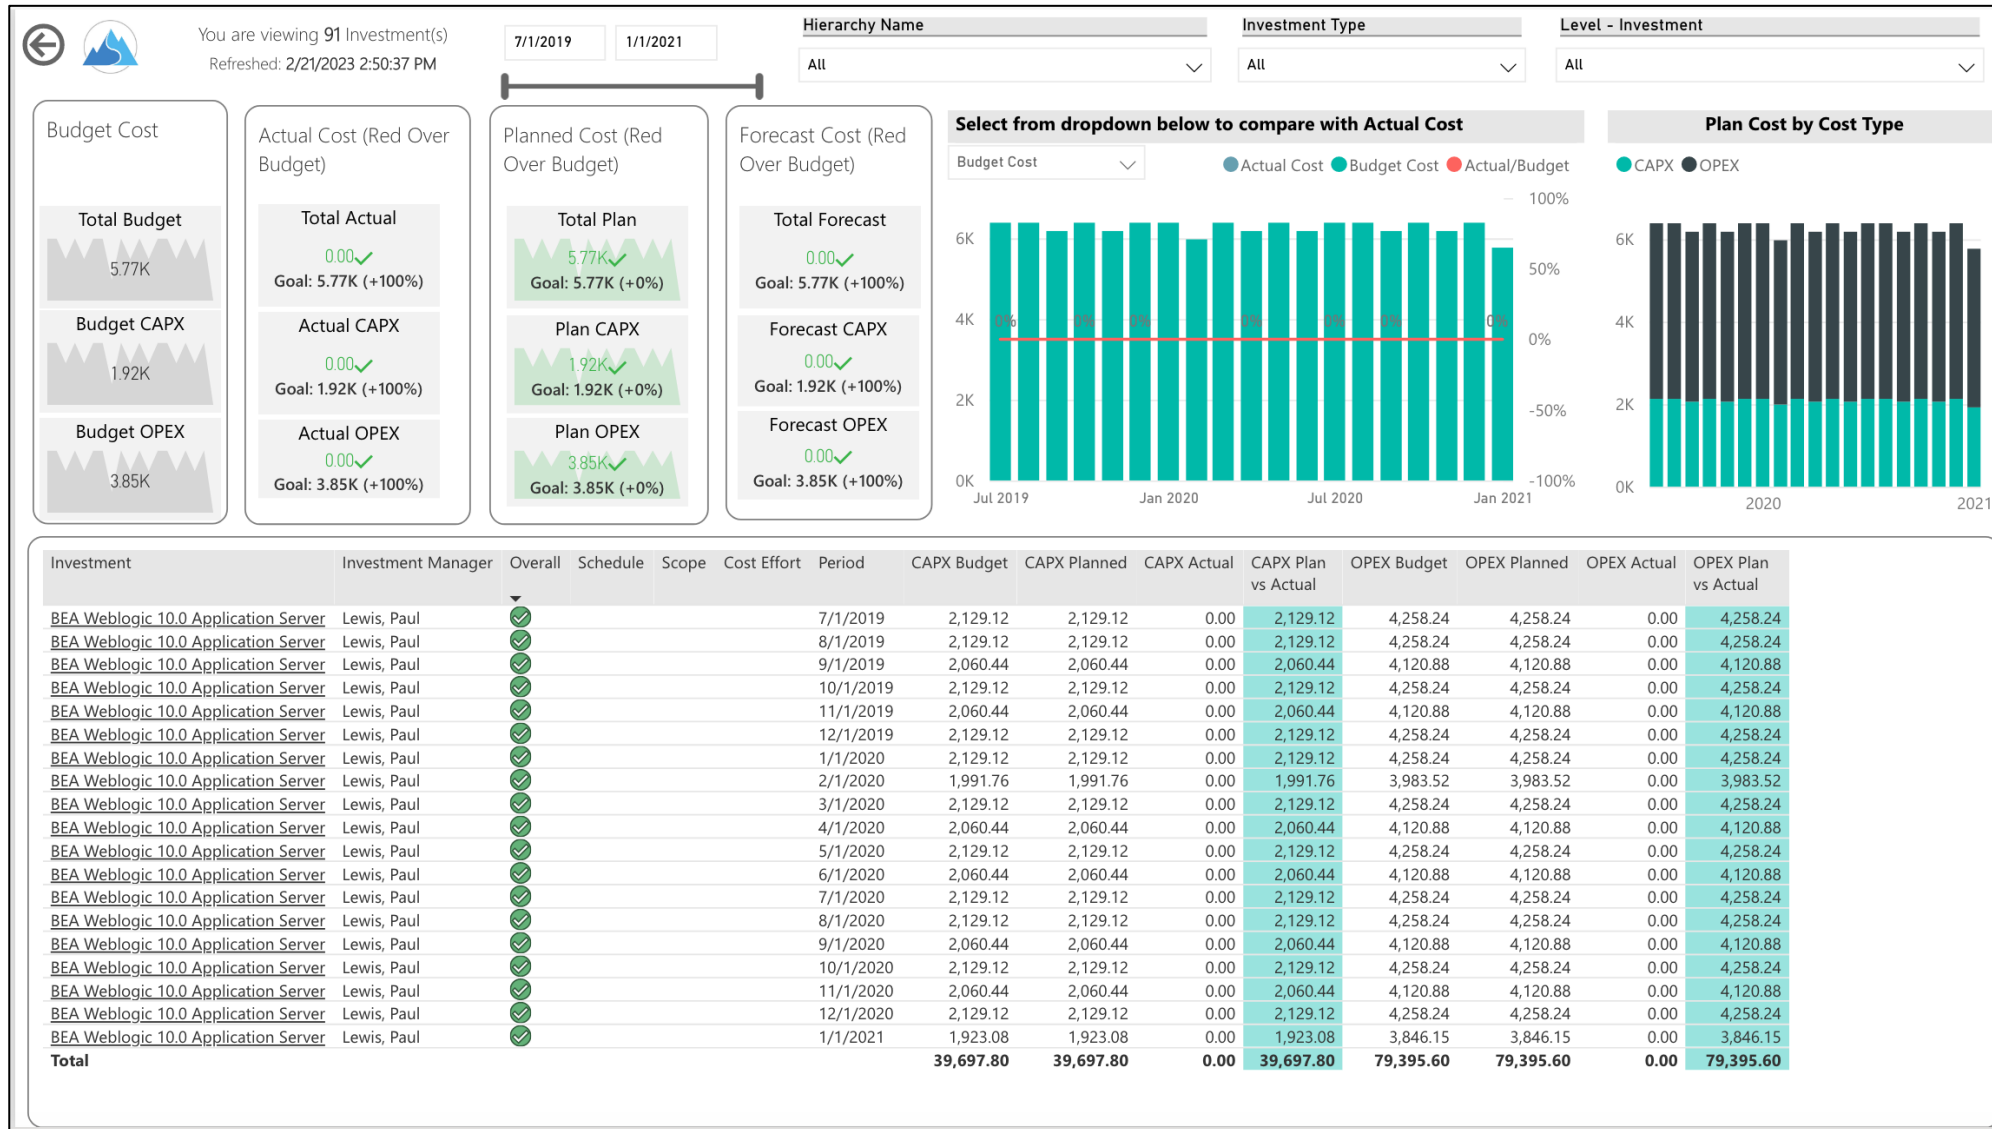 You are viewing 91 Investment(s)
Refreshed: 2/21/2023 2:50:37 PM
7/1/2019 1/1/2021
Hierarchy Name
All
Investment Type
All
Level - Investment
All
Budget Cost
Total Budget
5.77K
Budget CAPX
1.92K
Budget OPEX
3.85K
Actual Cost (Red Over
Budget)
Total Actual
0.00
Goal: 5.77K (+100%)
Actual CAPX
0.00
Goal: 1.92K (+100%)
Actual OPEX
0.00
Goal: 3.85K (+100%)
Planned Cost (Red
Over Budget)
Total Plan
5.77K
Goal: 5.77K (+0%)
Plan CAPX
1.92K
Goal: 1.92K (+0%)
Plan OPEX
3.85K
Goal: 3.85K (+0%)
Forecast Cost (Red
Over Budget)
Total Forecast
0.00
Goal: 5.77K (+100%)
Forecast CAPX
0.00
Goal: 1.92K (+100%)
Forecast OPEX
0.00
Goal: 3.85K (+100%)
Select from dropdown below to compare with Actual Cost
Budget Cost
Actual Cost Budget Cost Actual/Budget
100%
6K
50%
4K 0% 0% 0% 0% 0% 0% 0%
0%
2K
-50%
0K -100%
Jul 2019 Jan 2020 Jul 2020 Jan 2021
Plan Cost by Cost Type
CAPX OPEX
6K
4K
2K
0K
2020 2021
Investment Investment Manager Overall Schedule Scope Cost Effort Period CAPX Budget CAPX Planned CAPX Actual CAPX Plan OPEX Budget OPEX Planned OPEX Actual OPEX Plan
vs Actual vs Actual
BEA Weblogic 10.0 Application Server Lewis, Paul 7/1/2019 2,129.12 2,129.12 0.00 2,129.12 4,258.24 4,258.24 0.00 4,258.24
BEA Weblogic 10.0 Application Server Lewis, Paul 8/1/2019 2,129.12 2,129.12 0.00 2,129.12 4,258.24 4,258.24 0.00 4,258.24
BEA Weblogic 10.0 Application Server Lewis, Paul 9/1/2019 2,060.44 2,060.44 0.00 2,060.44 4,120.88 4,120.88 0.00 4,120.88
BEA Weblogic 10.0 Application Server Lewis, Paul 10/1/2019 2,129.12 2,129.12 0.00 2,129.12 4,258.24 4,258.24 0.00 4,258.24
BEA Weblogic 10.0 Application Server Lewis, Paul 11/1/2019 2,060.44 2,060.44 0.00 2,060.44 4,120.88 4,120.88 0.00 4,120.88
BEA Weblogic 10.0 Application Server Lewis, Paul 12/1/2019 2,129.12 2,129.12 0.00 2,129.12 4,258.24 4,258.24 0.00 4,258.24
BEA Weblogic 10.0 Application Server Lewis, Paul 1/1/2020 2,129.12 2,129.12 0.00 2,129.12 4,258.24 4,258.24 0.00 4,258.24
BEA Weblogic 10.0 Application Server Lewis, Paul 2/1/2020 1,991.76 1,991.76 0.00 1,991.76 3,983.52 3,983.52 0.00 3,983.52
BEA Weblogic 10.0 Application Server Lewis, Paul 3/1/2020 2,129.12 2,129.12 0.00 2,129.12 4,258.24 4,258.24 0.00 4,258.24
BEA Weblogic 10.0 Application Server Lewis, Paul 4/1/2020 2,060.44 2,060.44 0.00 2,060.44 4,120.88 4,120.88 0.00 4,120.88
BEA Weblogic 10.0 Application Server Lewis, Paul 5/1/2020 2,129.12 2,129.12 0.00 2,129.12 4,258.24 4,258.24 0.00 4,258.24
BEA Weblogic 10.0 Application Server Lewis, Paul 6/1/2020 2,060.44 2,060.44 0.00 2,060.44 4,120.88 4,120.88 0.00 4,120.88
BEA Weblogic 10.0 Application Server Lewis, Paul 7/1/2020 2,129.12 2,129.12 0.00 2,129.12 4,258.24 4,258.24 0.00 4,258.24
BEA Weblogic 10.0 Application Server Lewis, Paul 8/1/2020 2,129.12 2,129.12 0.00 2,129.12 4,258.24 4,258.24 0.00 4,258.24
BEA Weblogic 10.0 Application Server Lewis, Paul 9/1/2020 2,060.44 2,060.44 0.00 2,060.44 4,120.88 4,120.88 0.00 4,120.88
BEA Weblogic 10.0 Application Server Lewis, Paul 10/1/2020 2,129.12 2,129.12 0.00 2,129.12 4,258.24 4,258.24 0.00 4,258.24
BEA Weblogic 10.0 Application Server Lewis, Paul 11/1/2020 2,060.44 2,060.44 0.00 2,060.44 4,120.88 4,120.88 0.00 4,120.88
BEA Weblogic 10.0 Application Server Lewis, Paul 12/1/2020 2,129.12 2,129.12 0.00 2,129.12 4,258.24 4,258.24 0.00 4,258.24
BEA Weblogic 10.0 Application Server Lewis, Paul 1/1/2021 1,923.08 1,923.08 0.00 1,923.08 3,846.15 3,846.15 0.00 3,846.15
Total 39,697.80 39,697.80 0.00 39,697.80 79,395.60 79,395.60 0.00 79,395.60